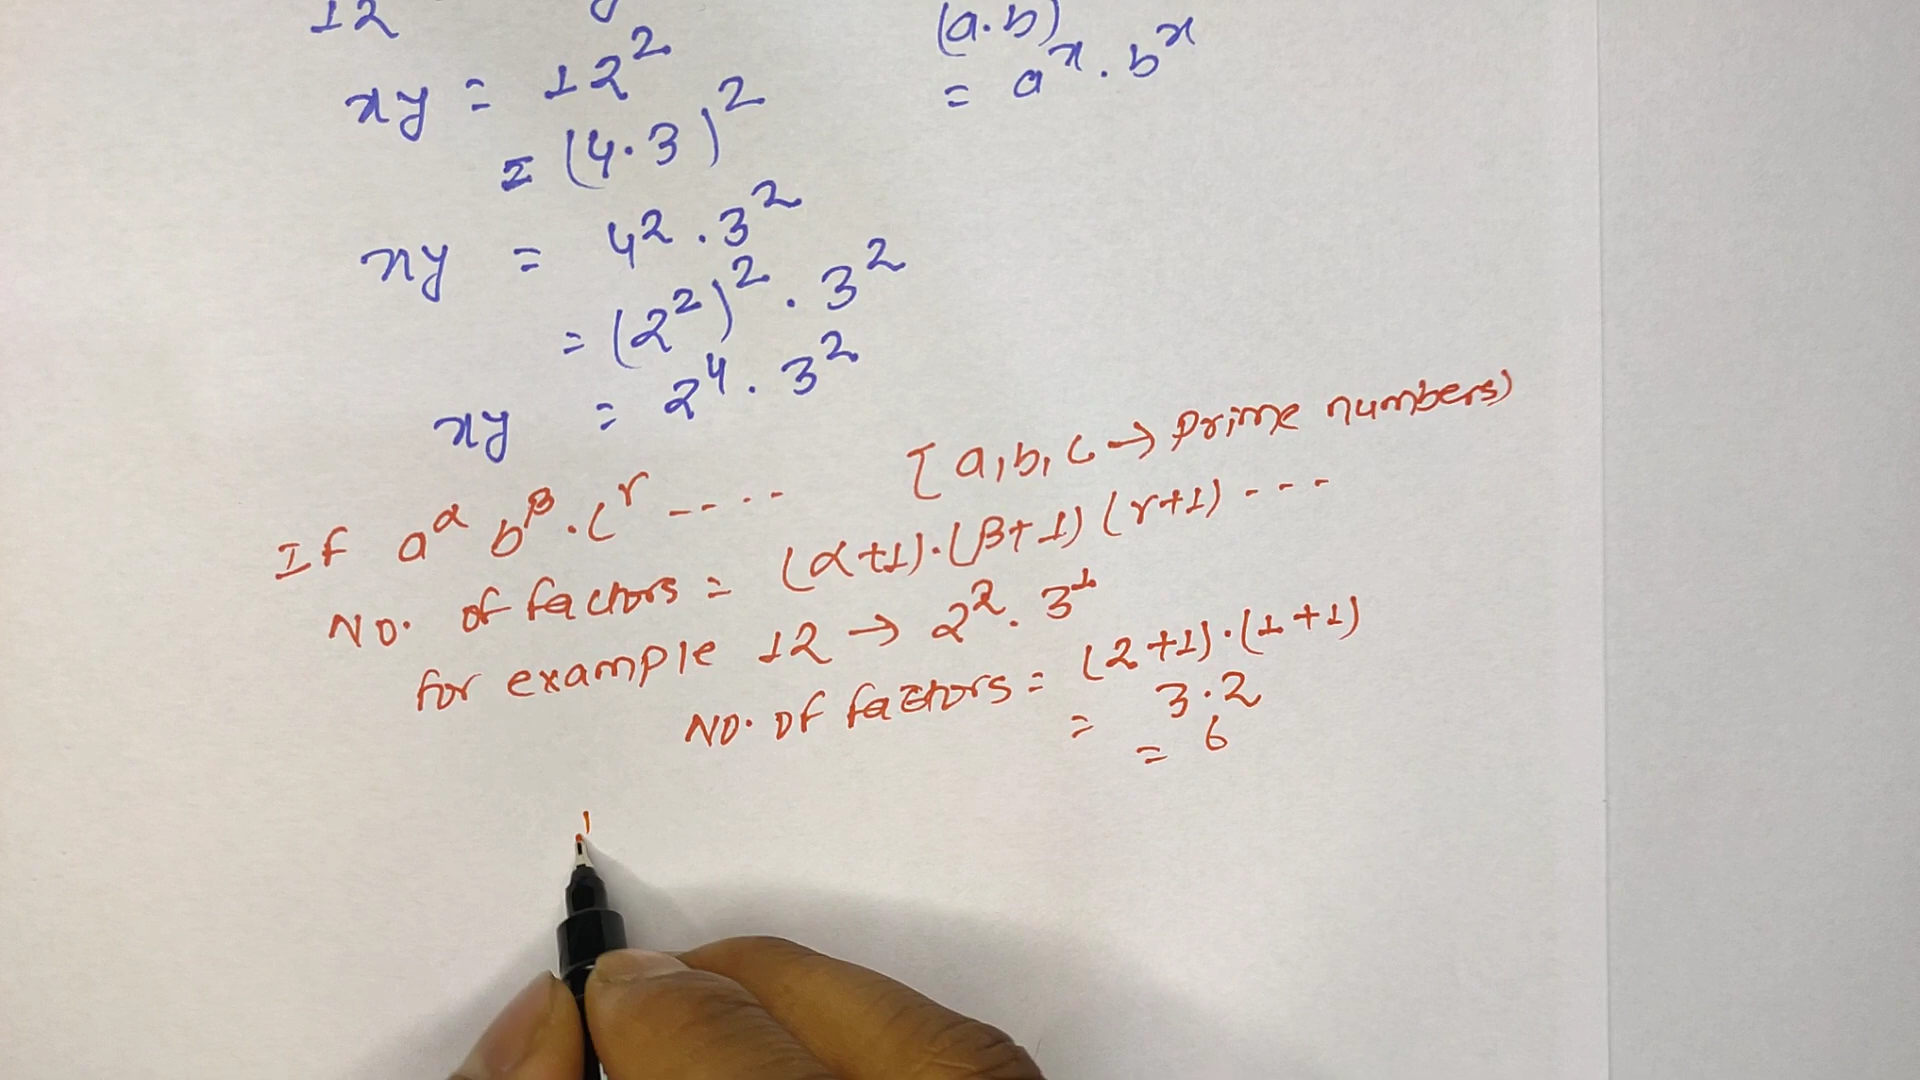 12
(a.b)
xy = 12²
= aˣ . bˣ
= (4.3)²
xy = 4² . 3²
= (2²)² . 3²
xy = 2⁴ . 3²
[a, b, c → Prime numbers)
If a^α b^β . c^r ----..
No. of factors = (α+1).(β+1)(r+1)---
for example 12 → 2² . 3¹
No. of factors = (2+1).(1+1)
= 3.2
= 6